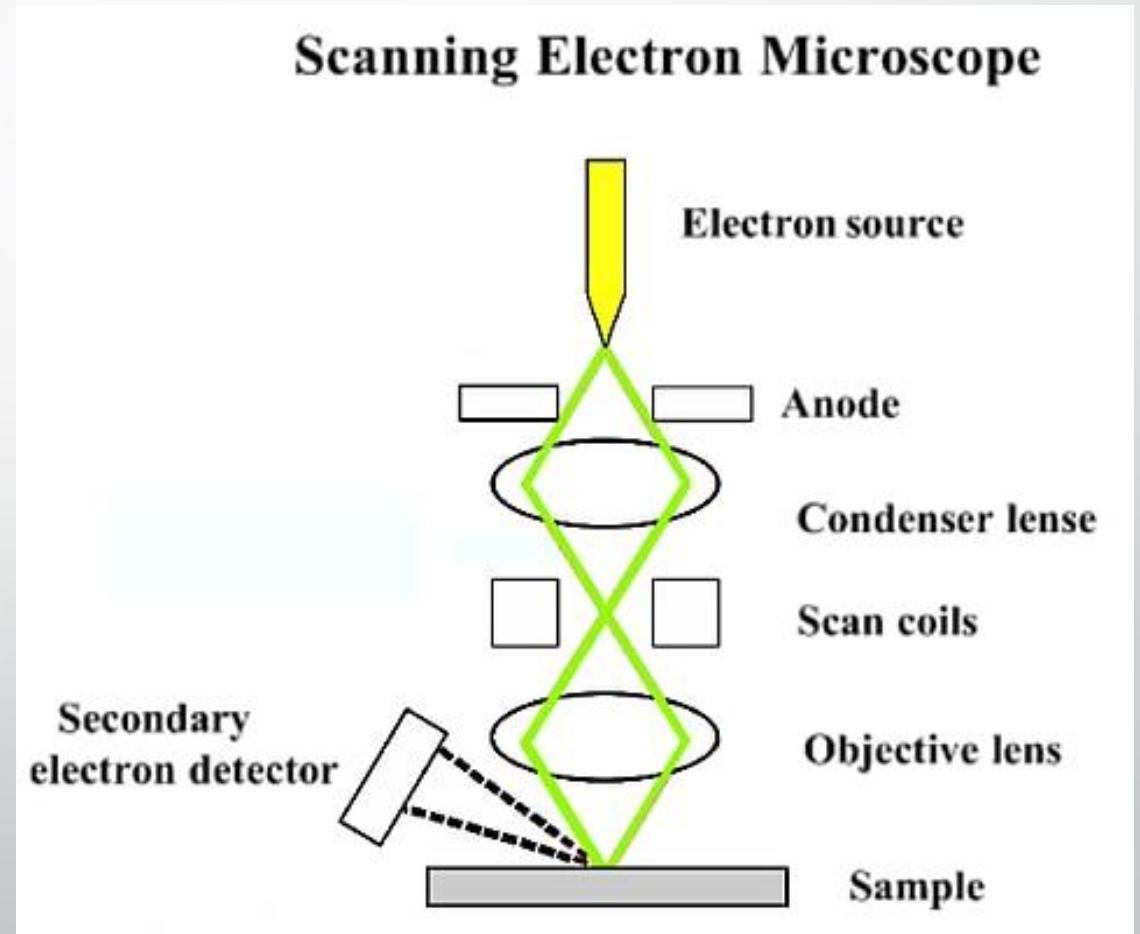 Scanning Electron Microscope
Electron source
Anode
Condenser lense
Scan coils
Secondary
electron detector
Objective lens
Sample